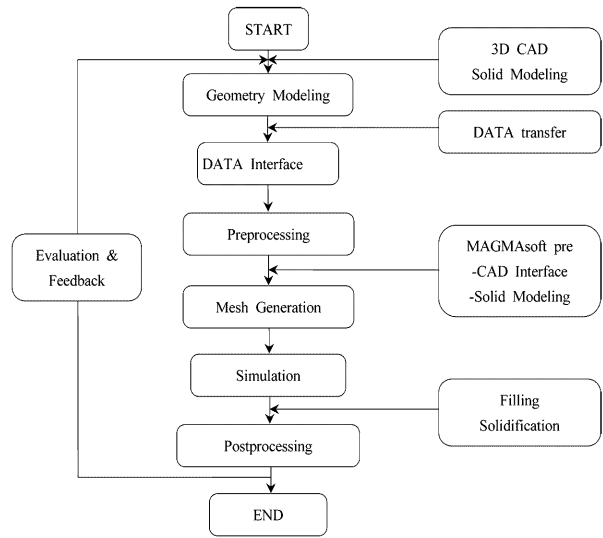 START
3D CAD
Solid Modeling
Geometry Modeling
DATA transfer
DATA Interface
Preprocessing
Evaluation &
Feedback
MAGMAsoft pre
-CAD Interface
-Solid Modeling
Mesh Generation
Simulation
Filling
Solidification
Postprocessing
END